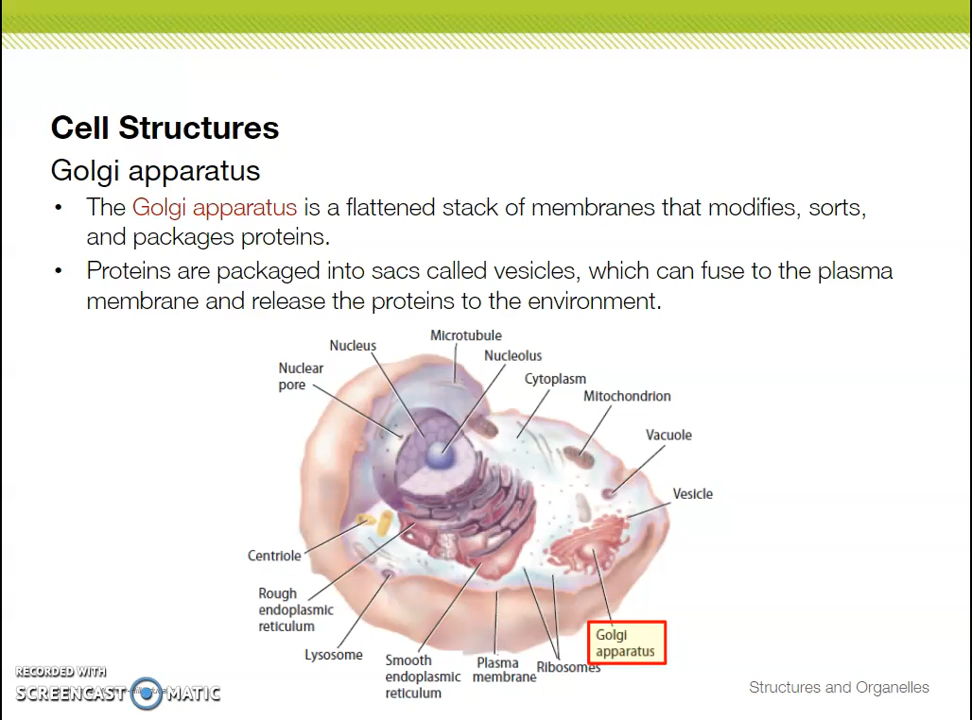 Cell Structures
Golgi apparatus
• The Golgi apparatus is a flattened stack of membranes that modifies, sorts,
and packages proteins.
• Proteins are packaged into sacs called vesicles, which can fuse to the plasma
membrane and release the proteins to the environment.
Microtubule
Nucleus
Nucleolus
Nuclear
pore
Cytoplasm
Mitochondrion
Vacuole
Vesicle
Centriole
Rough
endoplasmic
reticulum
Lysosome
Smooth
endoplasmic
reticulum
Plasma
membrane
Ribosomes
Golgi
apparatus
RECORDED WITH
SCREENCAST MATIC
Structures and Organelles